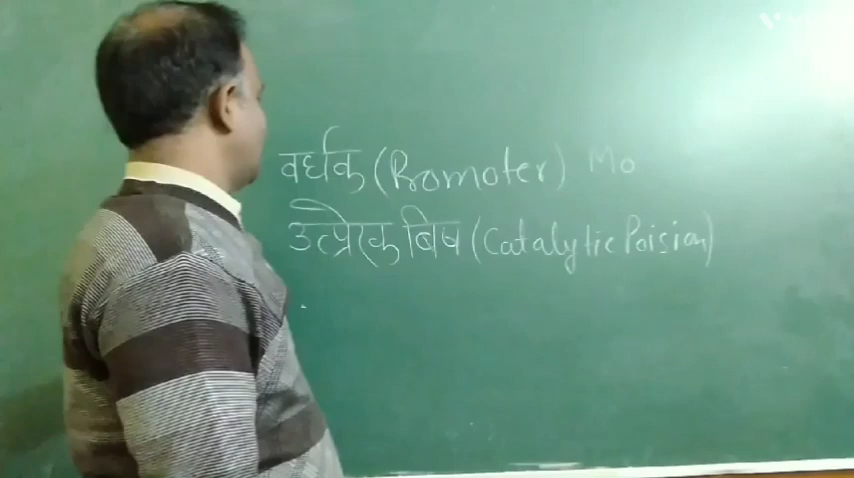 वर्धक (Promoter) Mo
उत्प्रेरक बिष (Catalytic Poision)